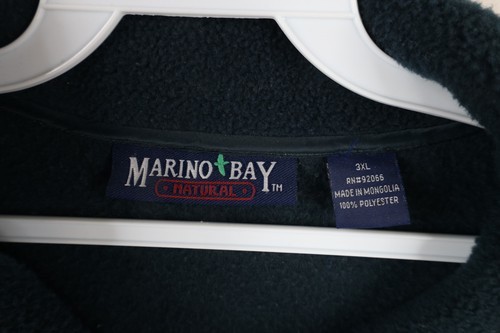 MARINO BAY
NATURAL TM
3XL
RN#92066
MADE IN MONGOLIA
100% POLYESTER